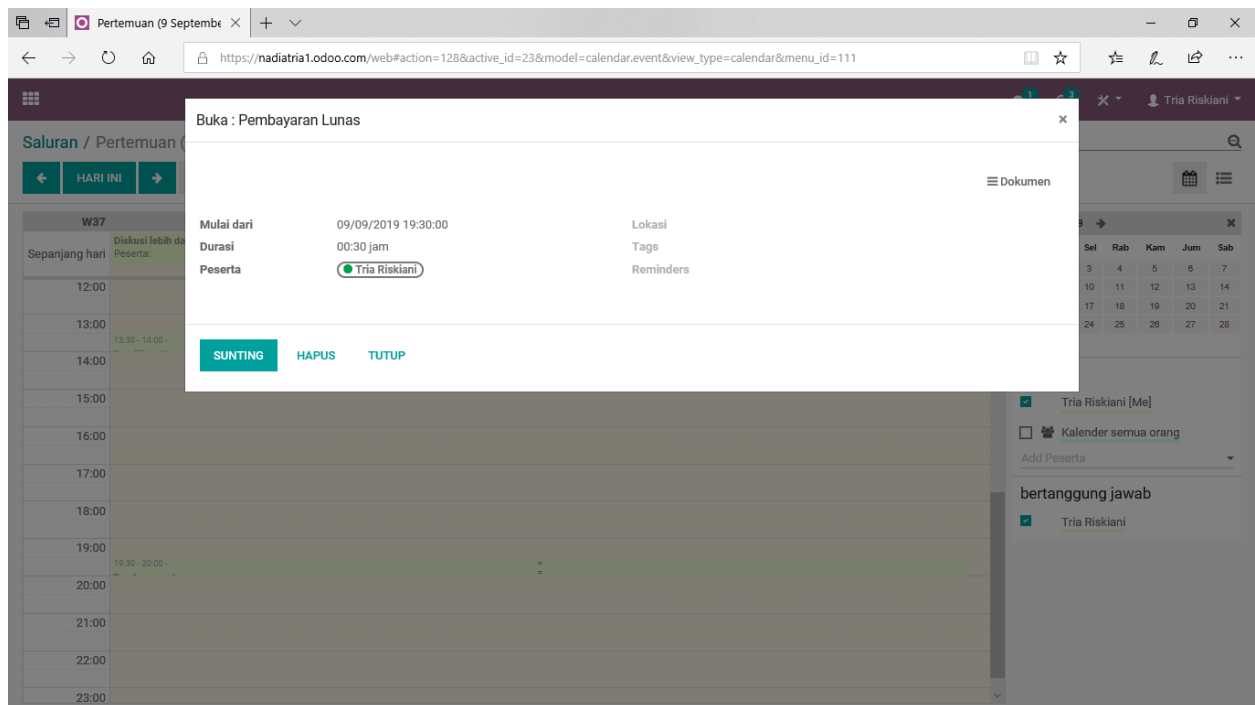 Pertemuan (9 Septembe
https://nadiatria1.odoo.com/web#action=128&active_id=23&model=calendar.event&view_type=calendar&menu_id=111
1 3 Tria Riskiani
Buka : Pembayaran Lunas
Saluran / Pertemuan (
HARI INI
Dokumen
W37
Mulai dari 09/09/2019 19:30:00 Lokasi
Durasi 00:30 jam Tags
Peserta Tria Riskiani Reminders
Sepanjang hari
Diskusi lebih da
Peserta:
9
Sel Rab Kam Jum Sab
3 4 5 6 7
10 11 12 13 14
17 18 19 20 21
24 25 26 27 28
12:00
13:00
13:30 - 14:00 -
14:00
SUNTING HAPUS TUTUP
15:00
16:00
17:00
18:00
19:00
19:30 - 20:00 -
20:00
21:00
22:00
23:00
Tria Riskiani [Me]
Kalender semua orang
Add Peserta
bertanggung jawab
Tria Riskiani